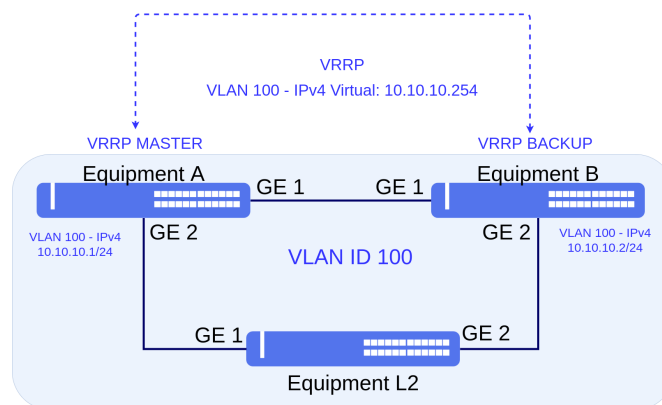 VRRP
VLAN 100 - IPv4 Virtual: 10.10.10.254
VRRP MASTER
VRRP BACKUP
Equipment A
Equipment B
GE 1
GE 1
VLAN 100 - IPv4
10.10.10.1/24
GE 2
GE 2
VLAN 100 - IPv4
10.10.10.2/24
VLAN ID 100
GE 1
GE 2
Equipment L2